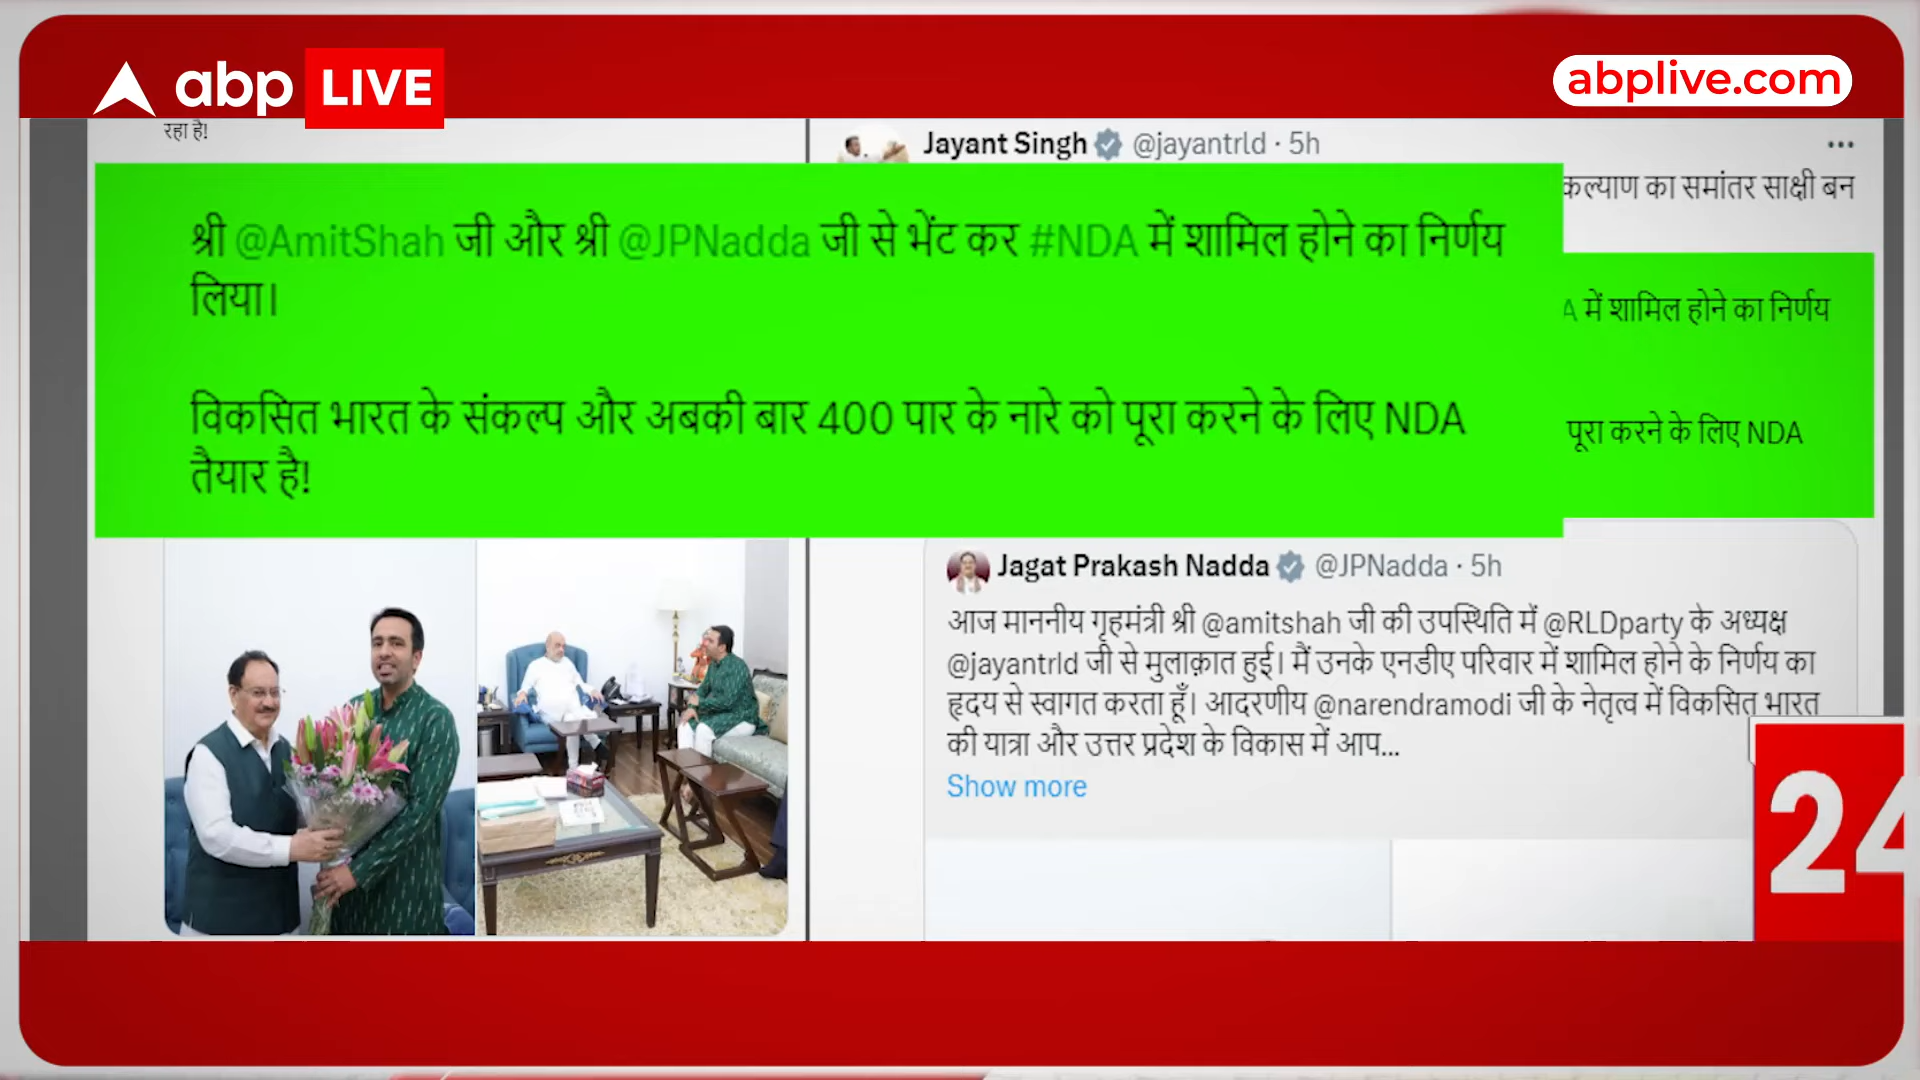 abp LIVE
abplive.com
रहा है!
Jayant Singh @jayantrld · 5h
कल्याण का समांतर साक्षी बन
श्री @AmitShah जी और श्री @JPNadda जी से भेंट कर #NDA में शामिल होने का निर्णय
लिया।
विकसित भारत के संकल्प और अबकी बार 400 पार के नारे को पूरा करने के लिए NDA
तैयार है!
A में शामिल होने का निर्णय
पूरा करने के लिए NDA
Jagat Prakash Nadda @JPNadda · 5h
आज माननीय गृहमंत्री श्री @amitshah जी की उपस्थिति में @RLDparty के अध्यक्ष
@jayantrld जी से मुलाक़ात हुई। मैं उनके एनडीए परिवार में शामिल होने के निर्णय का
हृदय से स्वागत करता हूँ। आदरणीय @narendramodi जी के नेतृत्व में विकसित भारत
की यात्रा और उत्तर प्रदेश के विकास में आप...
Show more
24